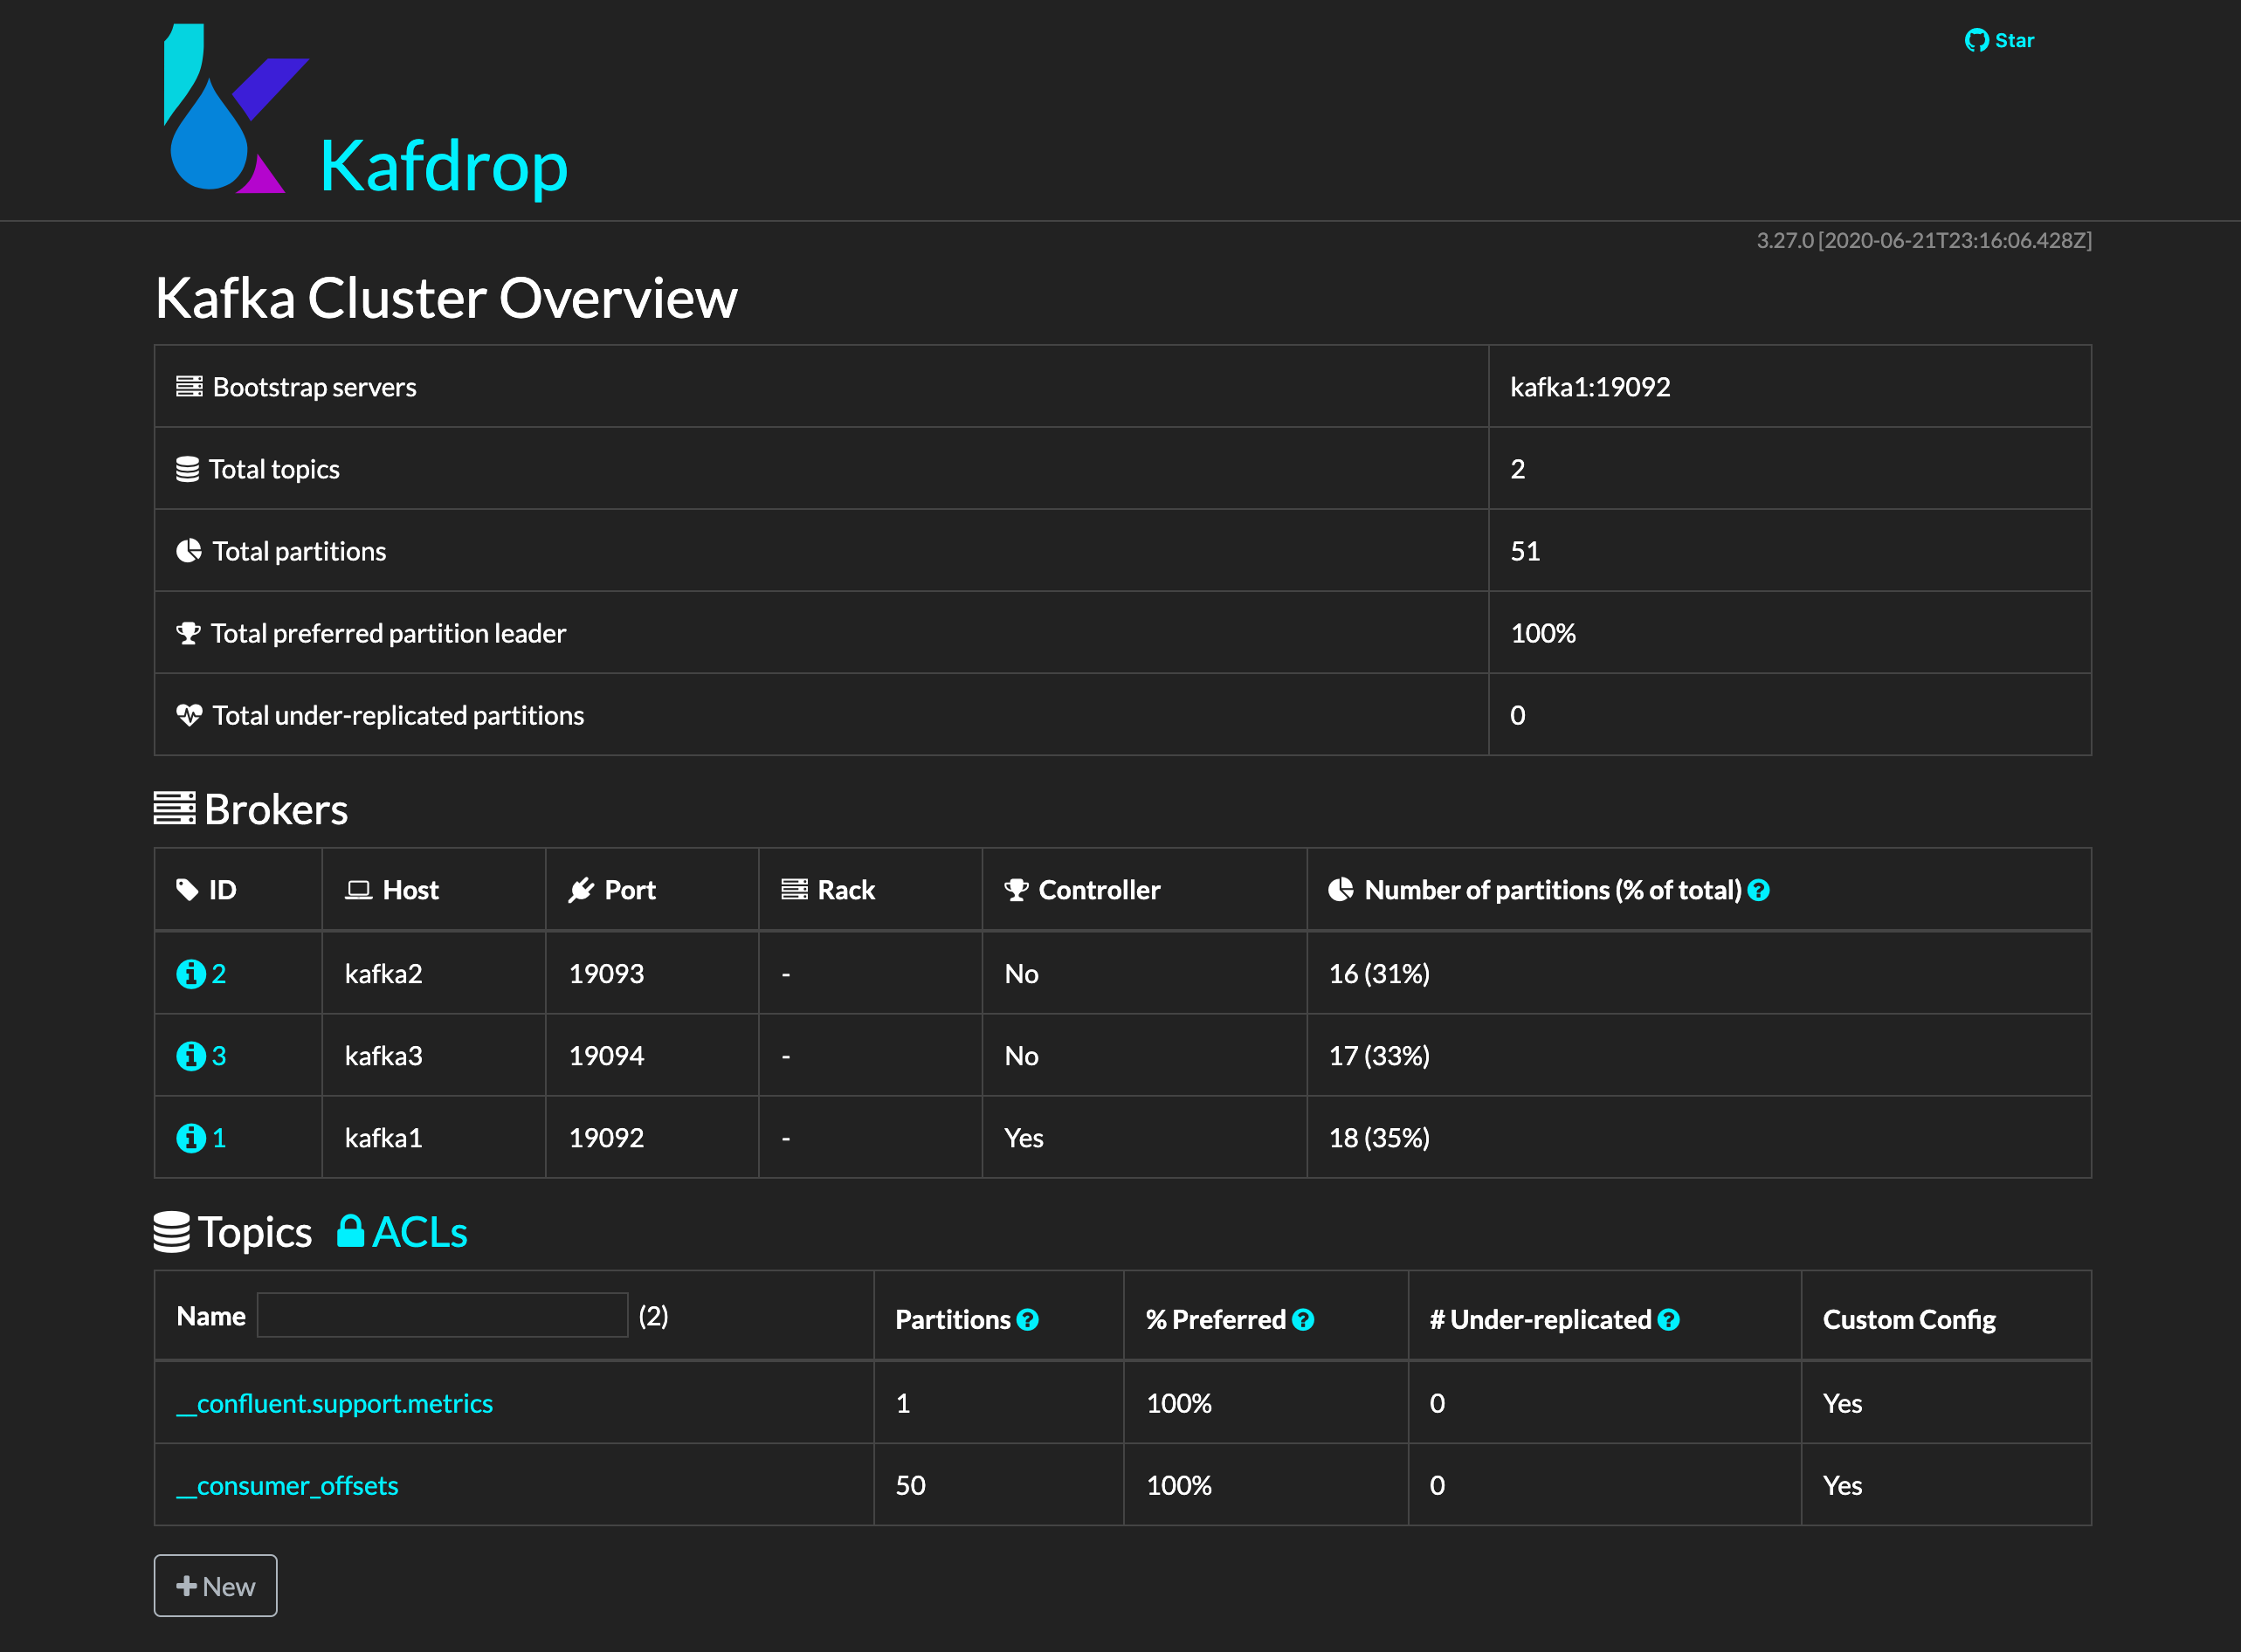 Star
Kafdrop
3.27.0 [2020-06-21T23:16:06.428Z]
Kafka Cluster Overview
Bootstrap servers kafka1:19092
Total topics 2
Total partitions 51
Total preferred partition leader 100%
Total under-replicated partitions 0
Brokers
ID Host Port Rack Controller Number of partitions (% of total) ?
2 kafka2 19093 - No 16 (31%)
3 kafka3 19094 - No 17 (33%)
1 kafka1 19092 - Yes 18 (35%)
Topics ACLs
Name (2) Partitions ? % Preferred ? # Under-replicated ? Custom Config
__confluent.support.metrics 1 100% 0 Yes
__consumer_offsets 50 100% 0 Yes
+ New